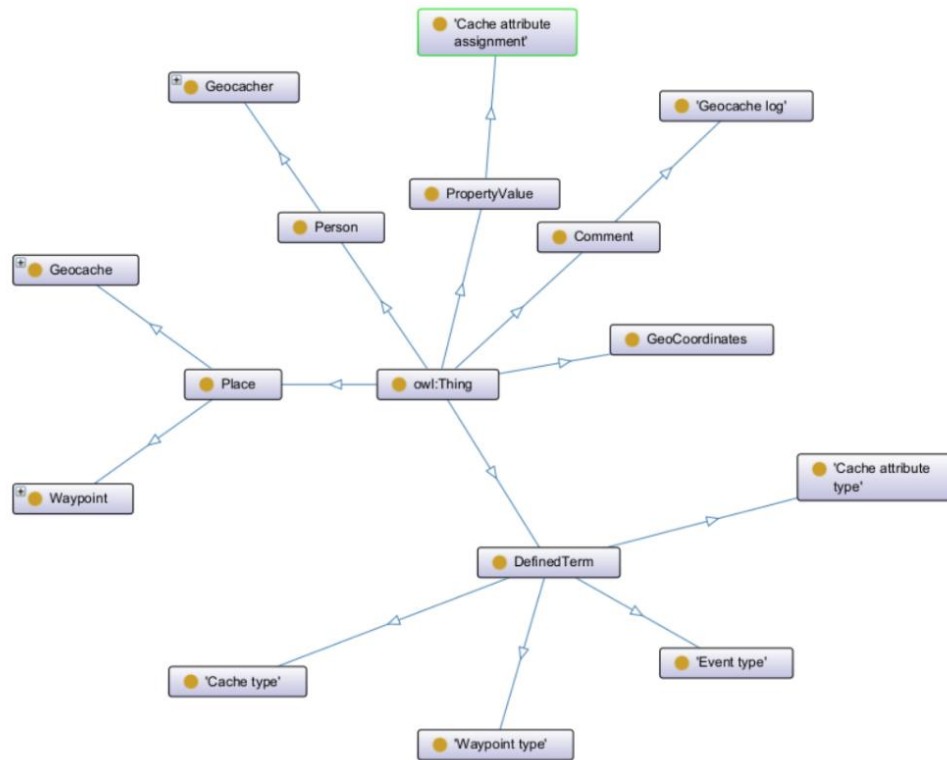 'Cache attribute
assignment'
Geocacher
'Geocache log'
PropertyValue
Person
Comment
Geocache
GeoCoordinates
Place
owl:Thing
'Cache attribute
type'
Waypoint
DefinedTerm
'Event type'
'Cache type'
'Waypoint type'